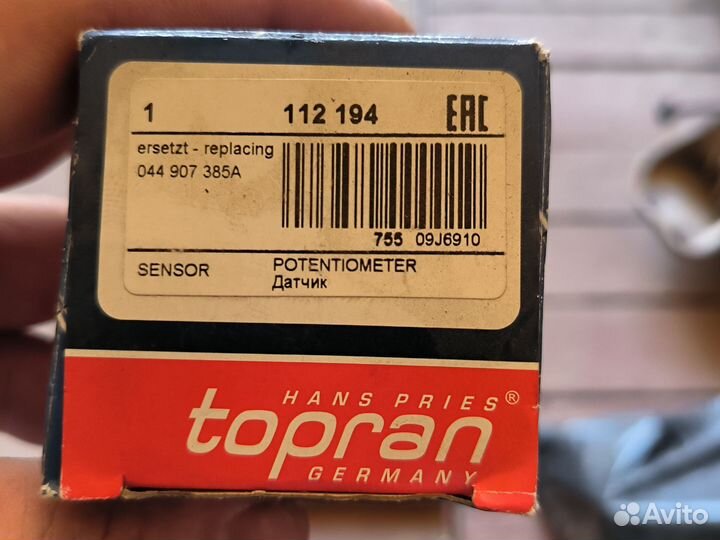 1 112 194 EAC
ersetzt - replacing
044 907 385A
755 09J6910
SENSOR POTENTIOMETER
Датчик
HANS PRIES®
topran
GERMANY
Avito